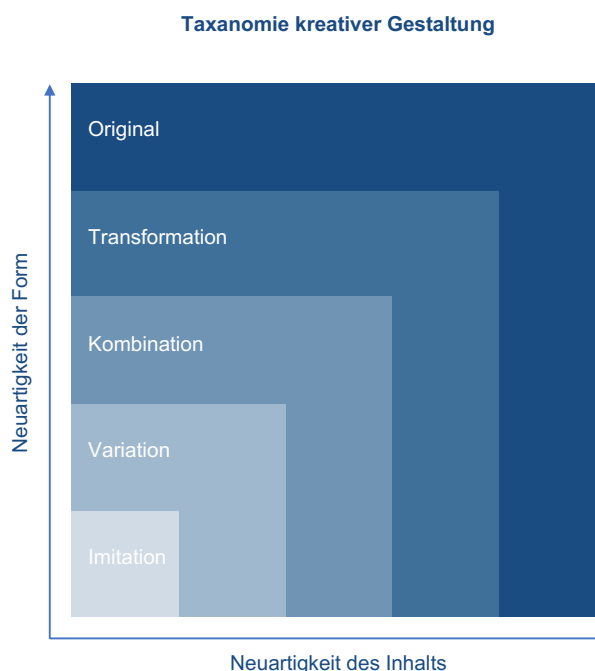 Taxanomie kreativer Gestaltung
Original
Transformation
Kombination
Variation
Imitation
Neuartigkeit der Form
Neuartigkeit des Inhalts